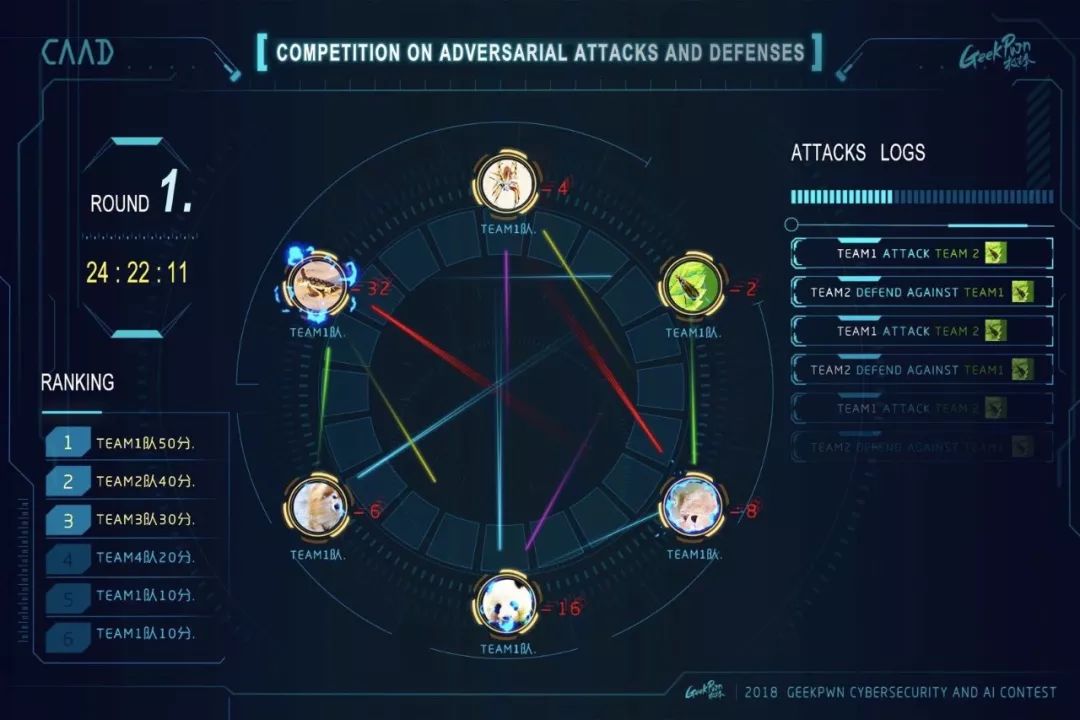 CAAD
COMPETITION ON ADVERSARIAL ATTACKS AND DEFENSES
GeekPwn
ROUND 1.
24:22:11
RANKING
1 TEAM1队50分.
2 TEAM2队40分.
3 TEAM3队30分.
4 TEAM4队20分.
5 TEAM1队10分.
6 TEAM1队10分.
-4
TEAM1队.
-32
TEAM1队.
-2
TEAM1队.
-6
TEAM1队.
-8
TEAM1队.
-16
TEAM1队.
ATTACKS LOGS
TEAM1 ATTACK TEAM 2
TEAM2 DEFEND AGAINST TEAM1
TEAM1 ATTACK TEAM 2
TEAM2 DEFEND AGAINST TEAM1
TEAM1 ATTACK TEAM 2
TEAM2 DEFEND AGAINST TEAM1
GeekPwn 2018 GEEKPWN CYBERSECURITY AND AI CONTEST